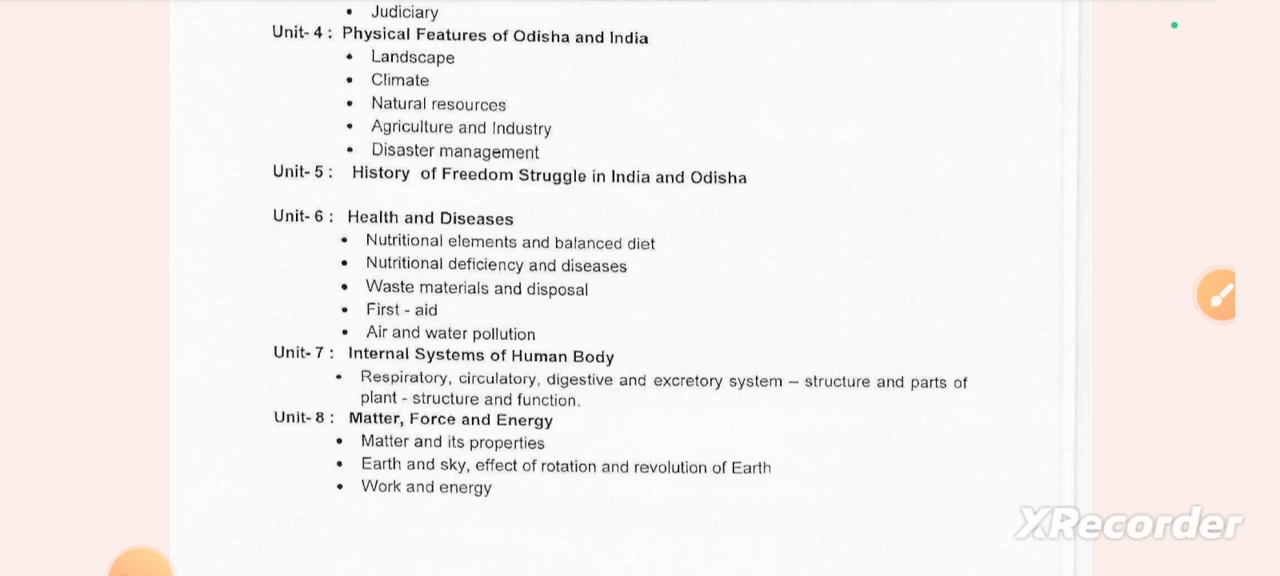 • Judiciary
Unit- 4 : Physical Features of Odisha and India
• Landscape
• Climate
• Natural resources
• Agriculture and Industry
• Disaster management
Unit- 5 : History of Freedom Struggle in India and Odisha
Unit- 6 : Health and Diseases
• Nutritional elements and balanced diet
• Nutritional deficiency and diseases
• Waste materials and disposal
• First - aid
• Air and water pollution
Unit- 7 : Internal Systems of Human Body
• Respiratory, circulatory, digestive and excretory system – structure and parts of
plant - structure and function.
Unit- 8 : Matter, Force and Energy
• Matter and its properties
• Earth and sky, effect of rotation and revolution of Earth
• Work and energy
XRecorder